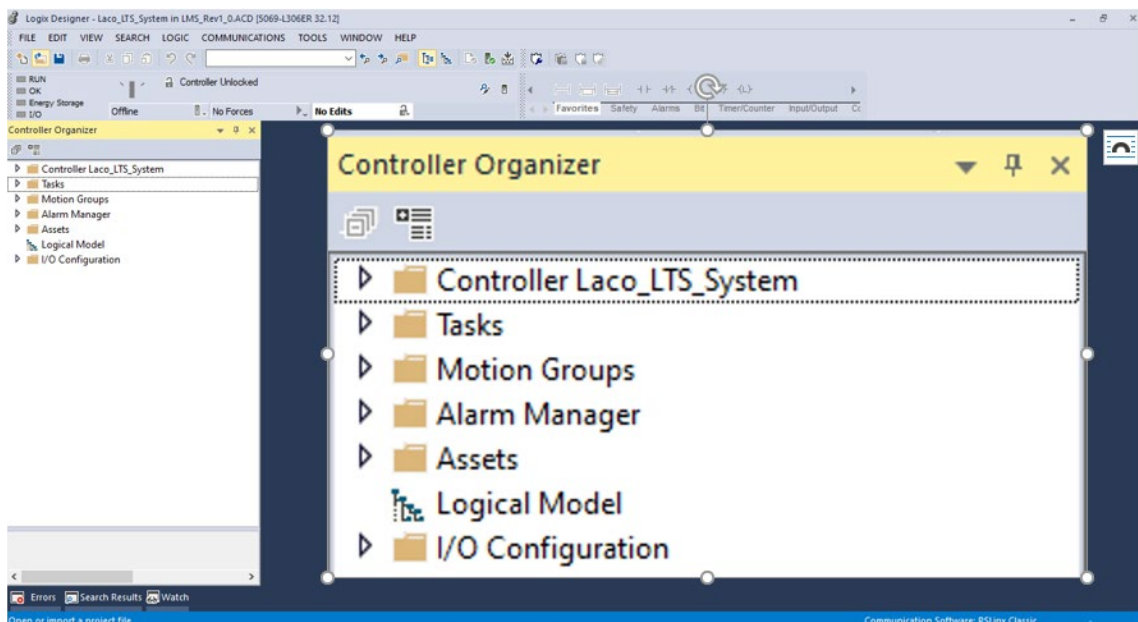 Logix Designer - Laco_LTS_System in LMS_Rev1_0.ACD [5069-L306ER 32.12]
FILE EDIT VIEW SEARCH LOGIC COMMUNICATIONS TOOLS WINDOW HELP
RUN
OK
Energy Storage
I/O
Controller Unlocked
Offline No Forces No Edits
Favorites Safety Alarms Bit Timer/Counter Input/Output
Controller Organizer
Controller Laco_LTS_System
Tasks
Motion Groups
Alarm Manager
Assets
Logical Model
I/O Configuration
Controller Organizer
Controller Laco_LTS_System
Tasks
Motion Groups
Alarm Manager
Assets
Logical Model
I/O Configuration
Errors Search Results Watch
Open or import a project file Communication Software: RSLinx Classic